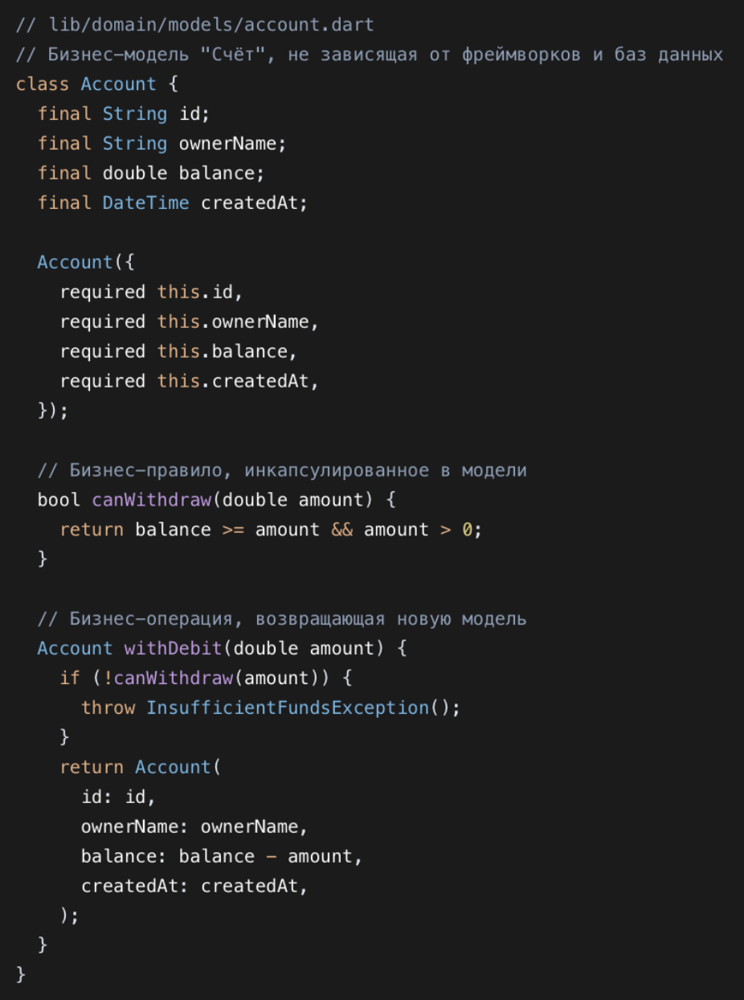 // lib/domain/models/account.dart
// Бизнес-модель "Счёт", не зависящая от фреймворков и баз данных
class Account {
  final String id;
  final String ownerName;
  final double balance;
  final DateTime createdAt;

  Account({
    required this.id,
    required this.ownerName,
    required this.balance,
    required this.createdAt,
  });

  // Бизнес-правило, инкапсулированное в модели
  bool canWithdraw(double amount) {
    return balance >= amount && amount > 0;
  }

  // Бизнес-операция, возвращающая новую модель
  Account withDebit(double amount) {
    if (!canWithdraw(amount)) {
      throw InsufficientFundsException();
    }
    return Account(
      id: id,
      ownerName: ownerName,
      balance: balance - amount,
      createdAt: createdAt,
    );
  }
}